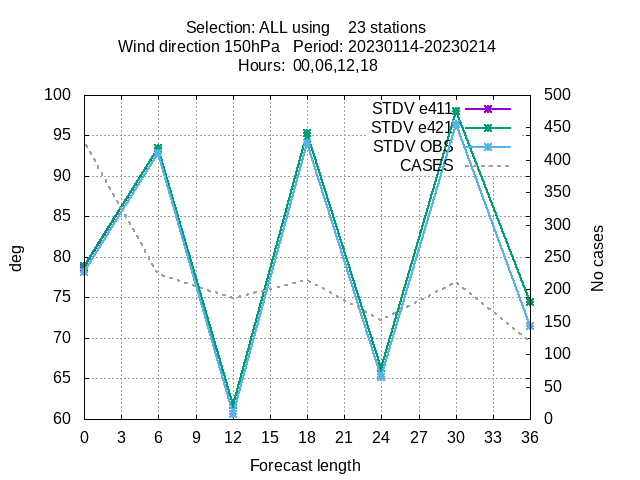 Selection: ALL using 23 stations
Wind direction 150hPa Period: 20230114-20230214
Hours: 00,06,12,18
100
95
90
85
80
75
70
65
60
500
450
400
350
300
250
200
150
100
50
0
STDV e411
STDV e421
STDV OBS
CASES
deg
No cases
0 3 6 9 12 15 18 21 24 27 30 33 36
Forecast length